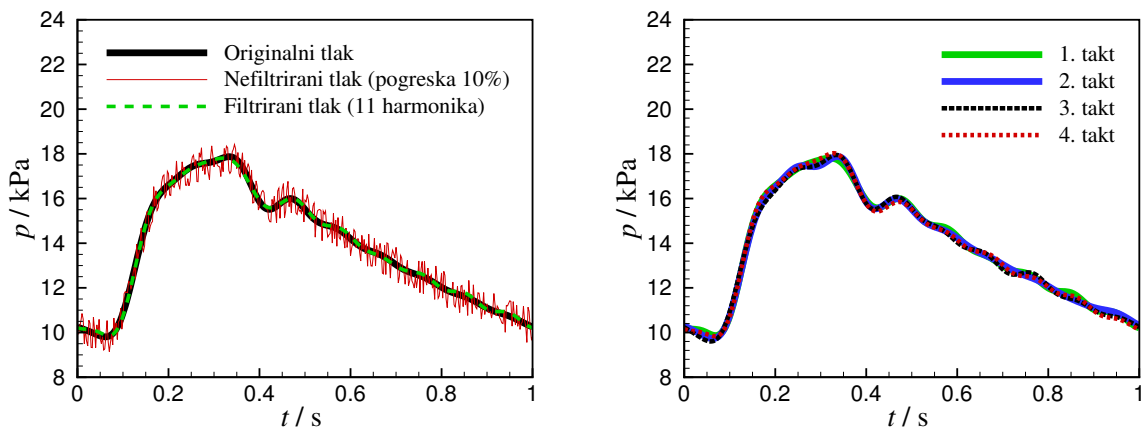 24
22
20
18
16
14
12
10
8
p / kPa
Originalni tlak
Nefiltrirani tlak (pogreska 10%)
Filtrirani tlak (11 harmonika)
0
0.2
0.4
0.6
0.8
1
t / s
24
22
20
18
16
14
12
10
8
p / kPa
1. takt
2. takt
3. takt
4. takt
0
0.2
0.4
0.6
0.8
1
t / s